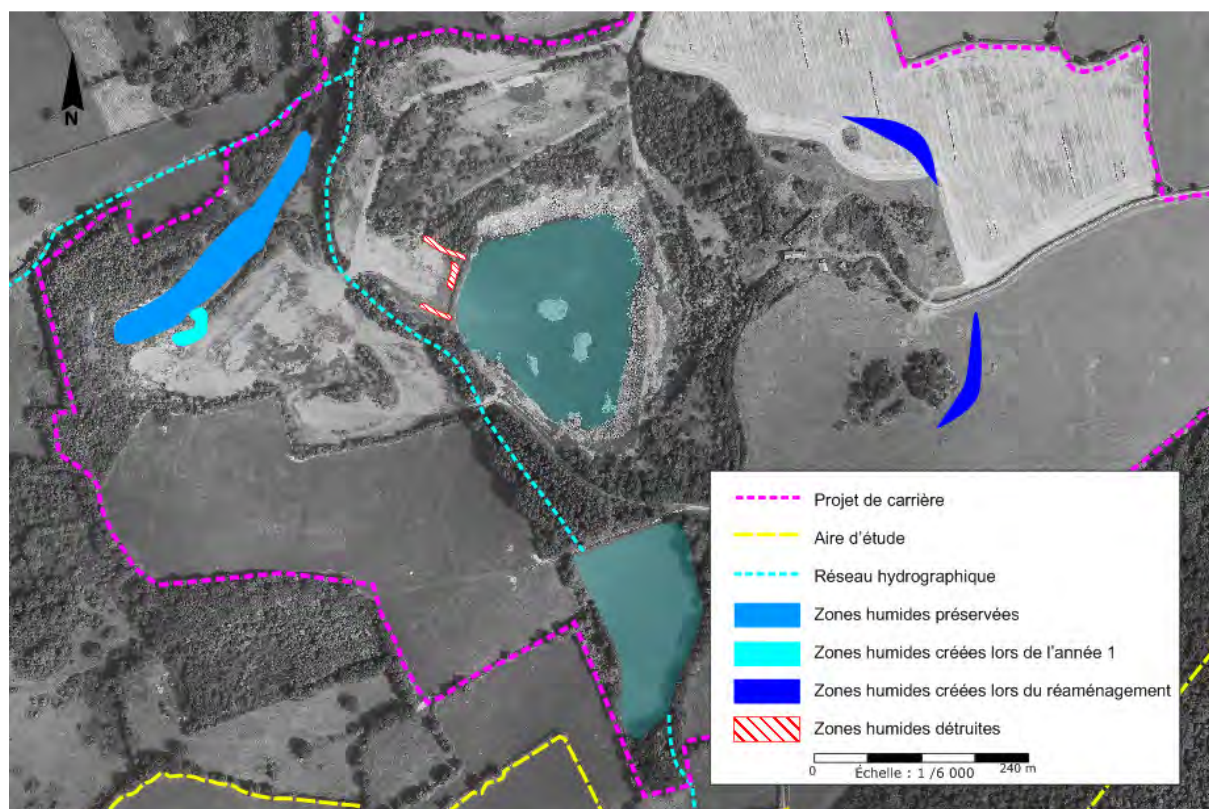 N
Projet de carrière
Aire d'étude
Réseau hydrographique
Zones humides préservées
Zones humides créées lors de l'année 1
Zones humides créées lors du réaménagement
Zones humides détruites
0 Échelle : 1 /6 000 240 m